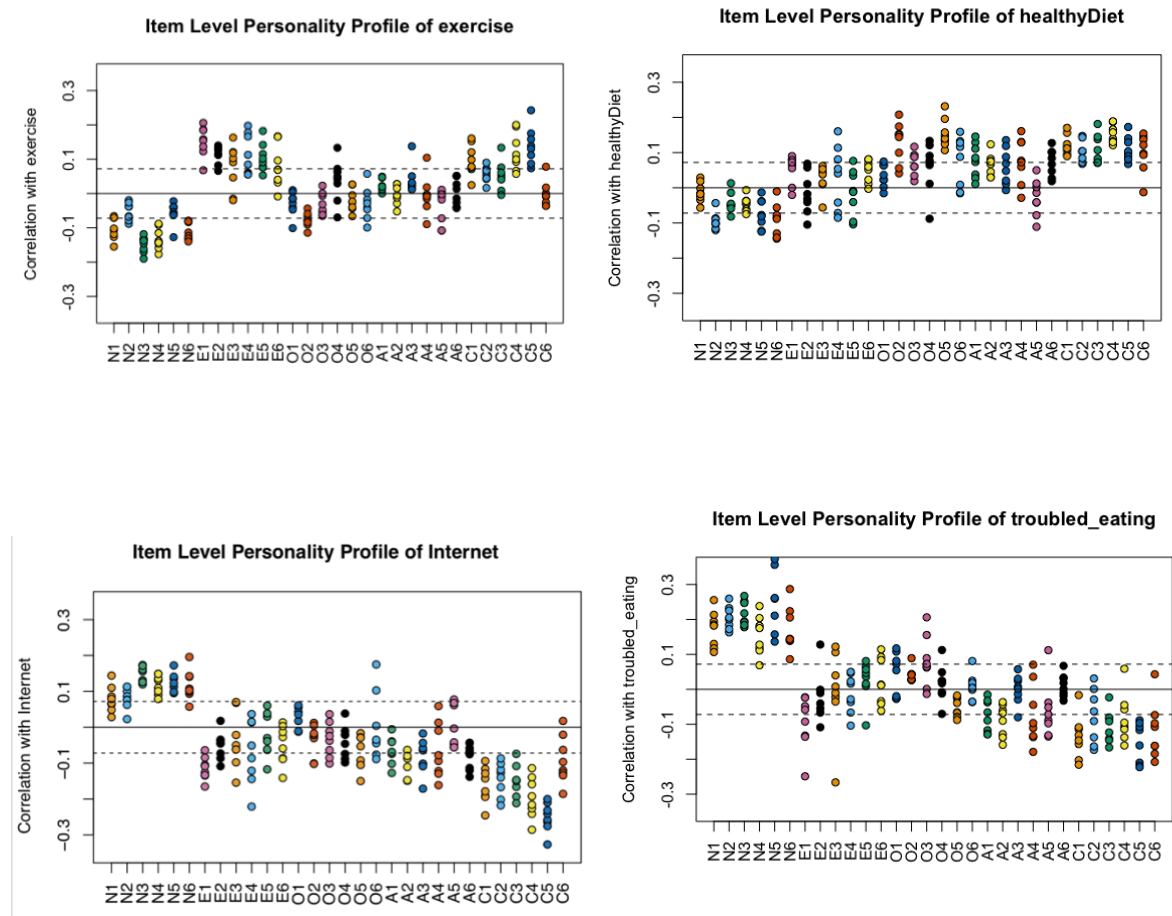 Item Level Personality Profile of exercise
Correlation with exercise
0.3
0.1
-0.1
-0.3
N1 N2 N3 N4 N5 N6 E1 E2 E3 E4 E5 E6 O1 O2 O3 O4 O5 O6 A1 A2 A3 A4 A5 A6 C1 C2 C3 C4 C5 C6
Item Level Personality Profile of healthyDiet
Correlation with healthyDiet
0.3
0.1
-0.1
-0.3
N1 N2 N3 N4 N5 N6 E1 E2 E3 E4 E5 E6 O1 O2 O3 O4 O5 O6 A1 A2 A3 A4 A5 A6 C1 C2 C3 C4 C5 C6
Item Level Personality Profile of Internet
Correlation with Internet
0.3
0.1
-0.1
-0.3
N1 N2 N3 N4 N5 N6 E1 E2 E3 E4 E5 E6 O1 O2 O3 O4 O5 O6 A1 A2 A3 A4 A5 A6 C1 C2 C3 C4 C5 C6
Item Level Personality Profile of troubled_eating
Correlation with troubled_eating
0.3
0.1
-0.1
-0.3
N1 N2 N3 N4 N5 N6 E1 E2 E3 E4 E5 E6 O1 O2 O3 O4 O5 O6 A1 A2 A3 A4 A5 A6 C1 C2 C3 C4 C5 C6